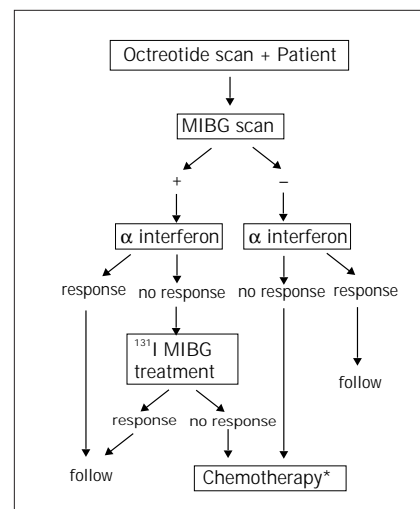 Octreotide scan + Patient
MIBG scan
+ −
α interferon α interferon
response no response no response response
¹³¹I MIBG
treatment
follow
response no response
follow
Chemotherapy*